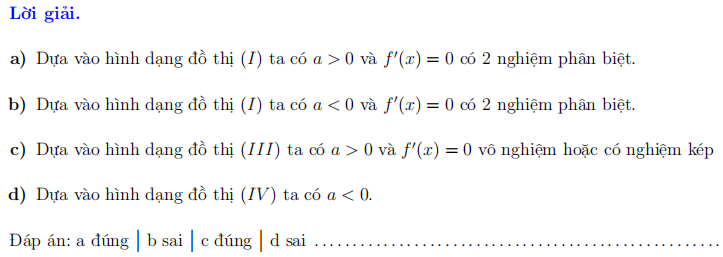 Lời giải.
a) Dựa vào hình dạng đồ thị (I) ta có a > 0 và f′(x) = 0 có 2 nghiệm phân biệt.
b) Dựa vào hình dạng đồ thị (I) ta có a < 0 và f′(x) = 0 có 2 nghiệm phân biệt.
c) Dựa vào hình dạng đồ thị (III) ta có a > 0 và f′(x) = 0 vô nghiệm hoặc có nghiệm kép
d) Dựa vào hình dạng đồ thị (IV) ta có a < 0.
Đáp án: a đúng | b sai | c đúng | d sai ........................................................